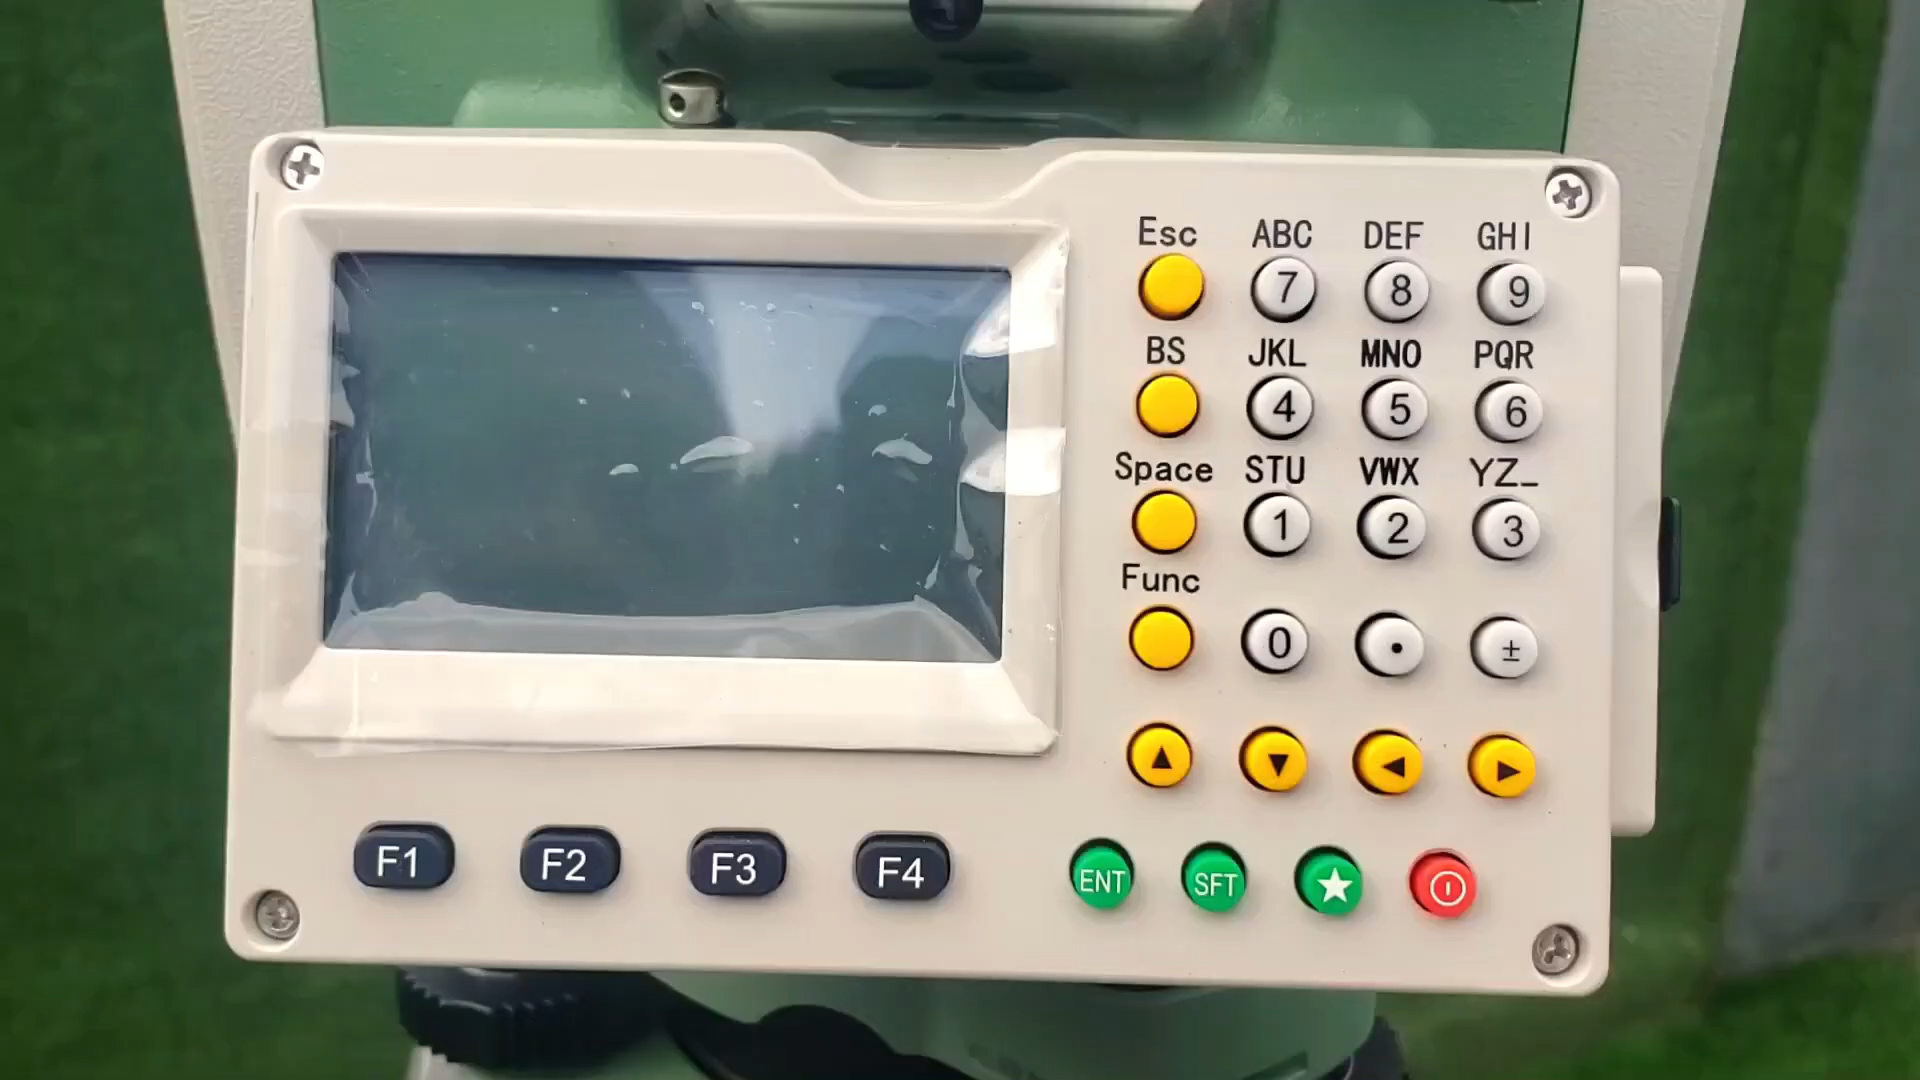 Esc ABC DEF GHI
7 8 9
BS JKL MNO PQR
4 5 6
Space STU VWX YZ_
1 2 3
Func
0 . ±
F1 F2 F3 F4 ENT SFT